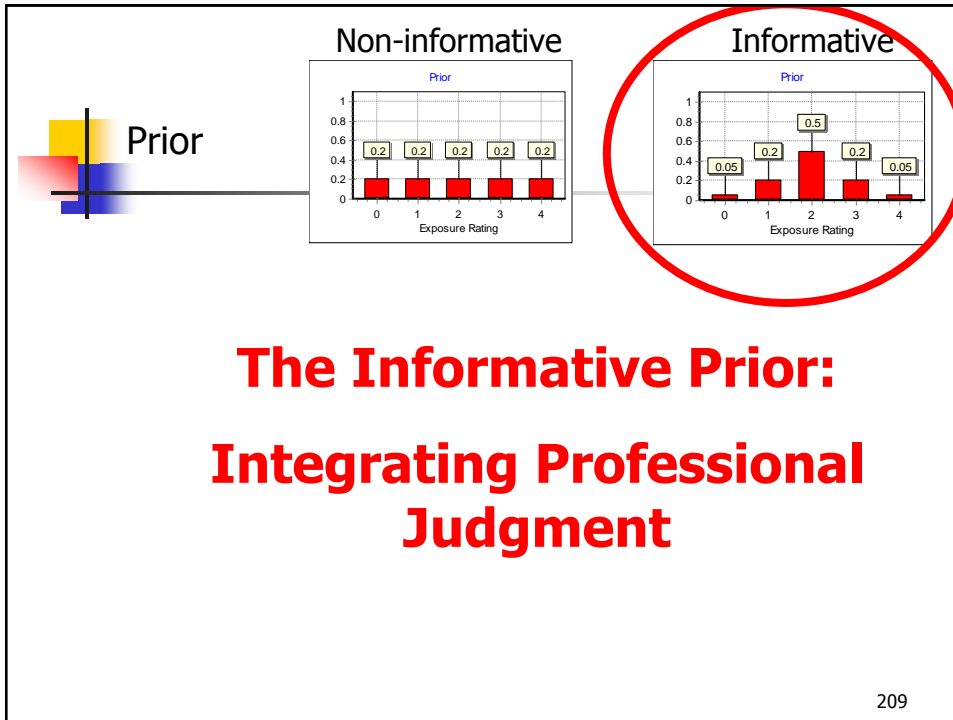 Non-informative
Informative
Prior
Prior
1
0.8
0.6
0.4
0.2
0
0.2 0.2 0.2 0.2 0.2
0 1 2 3 4
Exposure Rating
Prior
1
0.8
0.6
0.4
0.2
0
0.05 0.2 0.5 0.2 0.05
0 1 2 3 4
Exposure Rating
The Informative Prior:
Integrating Professional
Judgment
209